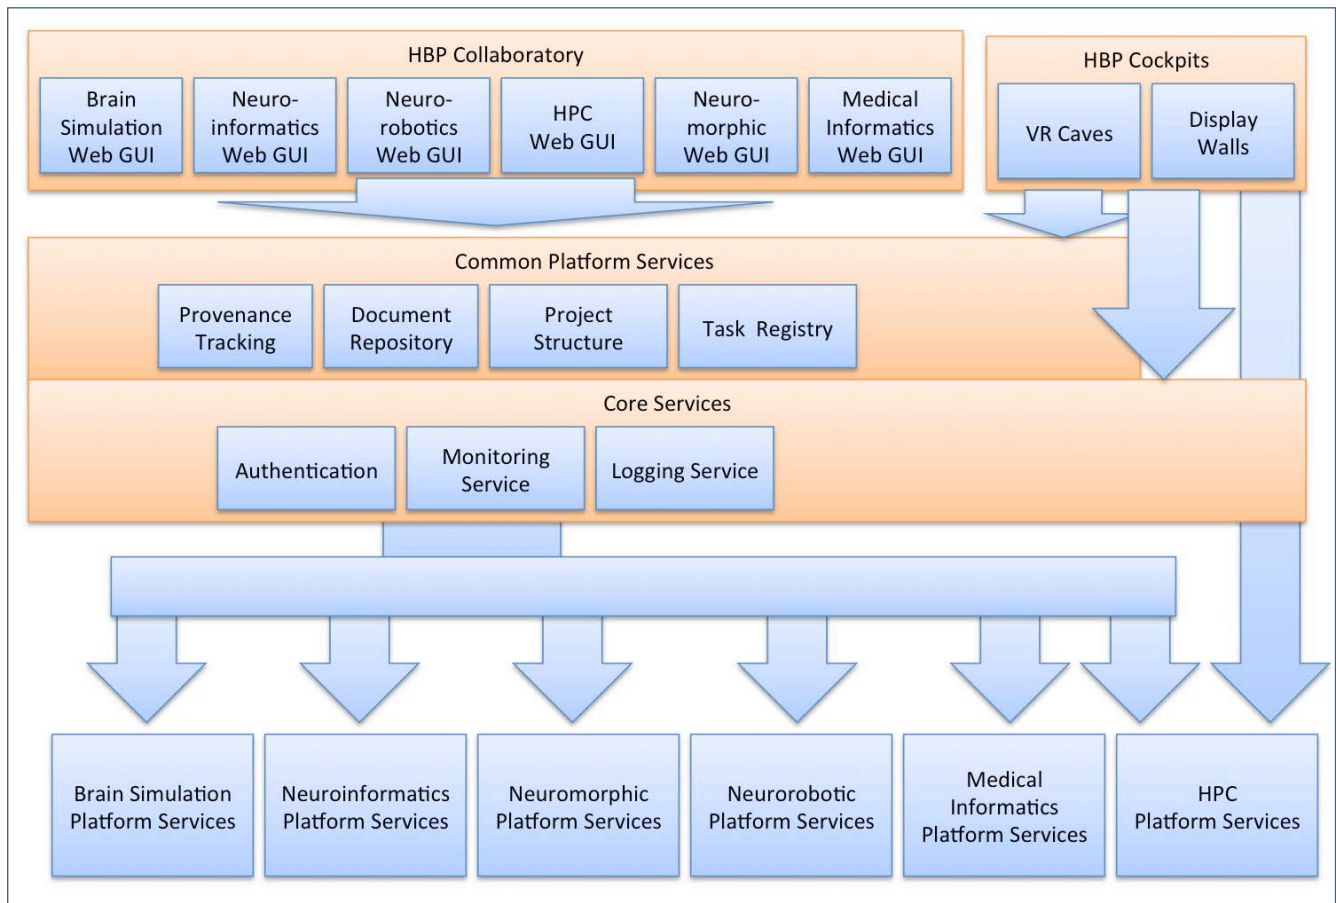 HBP Collaboratory
Brain
Simulation
Web GUI
Neuro-
informatics
Web GUI
Neuro-
robotics
Web GUI
HPC
Web GUI
Neuro-
morphic
Web GUI
Medical
Informatics
Web GUI
HBP Cockpits
VR Caves
Display
Walls
Common Platform Services
Provenance
Tracking
Document
Repository
Project
Structure
Task Registry
Core Services
Authentication
Monitoring
Service
Logging Service
Brain Simulation
Platform Services
Neuroinformatics
Platform Services
Neuromorphic
Platform Services
Neurorobotic
Platform Services
Medical
Informatics
Platform Services
HPC
Platform Services